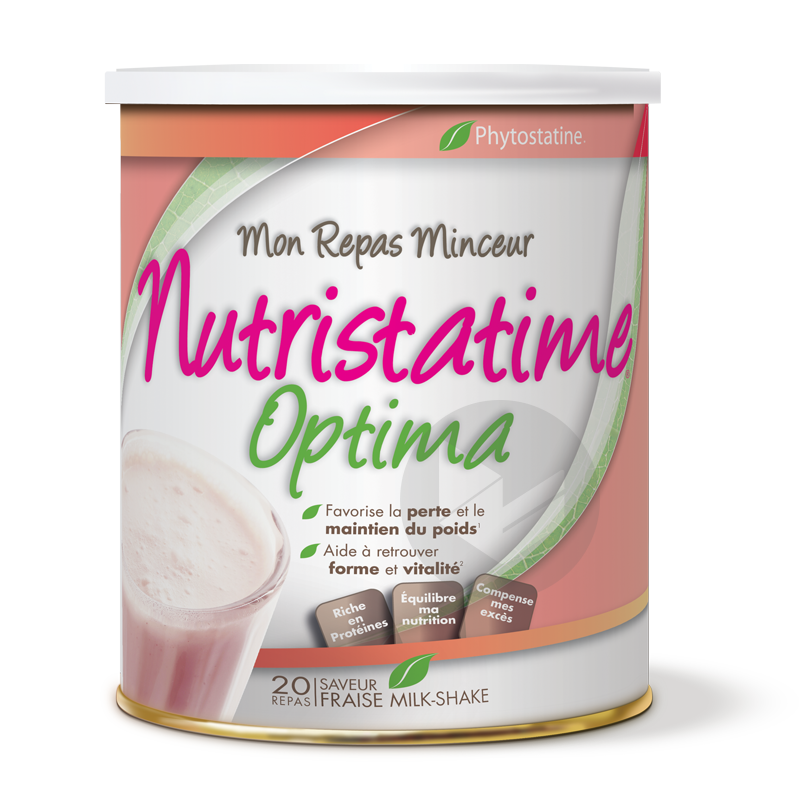 Phytostatine
Mon Repas Minceur
Nutristatime®
Optima
Favorise la perte et le
maintien du poids¹
Aide à retrouver
forme et vitalité²
Riche
en
Protéines
Équilibre
ma
nutrition
Compense
mes
excès
20
REPAS
SAVEUR
FRAISE MILK-SHAKE